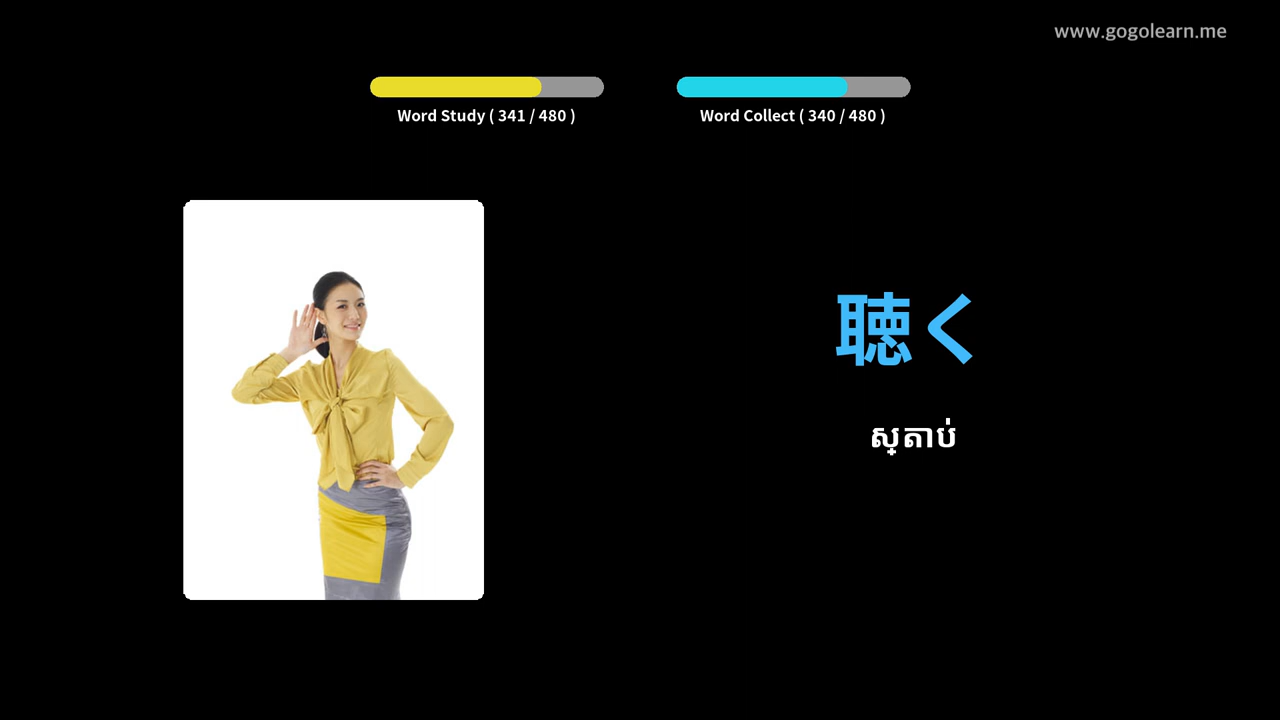 www.gogolearn.me
Word Study ( 341 / 480 )
Word Collect ( 340 / 480 )
聴く
ស្តាប់